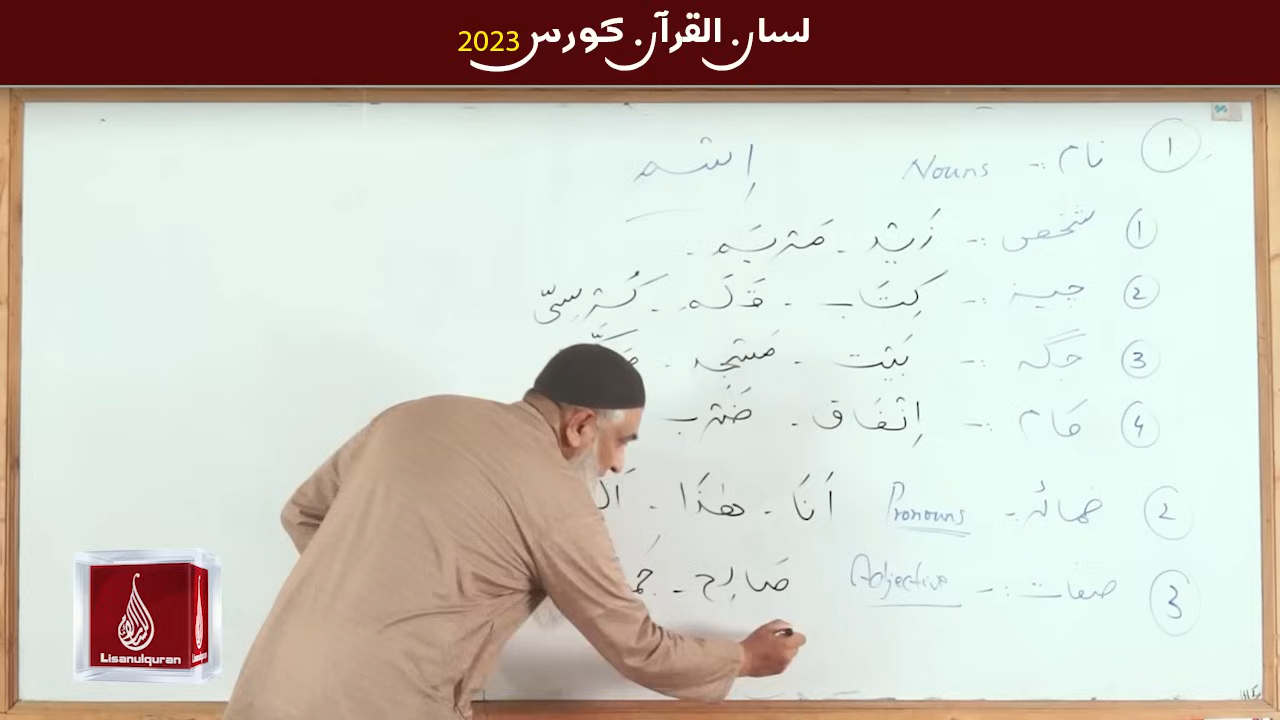 لسان القرآن کورس 2023
① نام :- Nouns اِسْم
① شخص :- زَيْد - مَرْيَم -
② چیز :- كِتَاب - قَلَم - كُرْسِيّ
③ جگہ :- بَيْت - مَسْجِد -
④ کام :- اِنْفَاق - ضَرْب
② ضمائر - Pronouns اَنَا - هٰذَا -
③ صفات :- Adjective صَالِح -
Lisanulquran